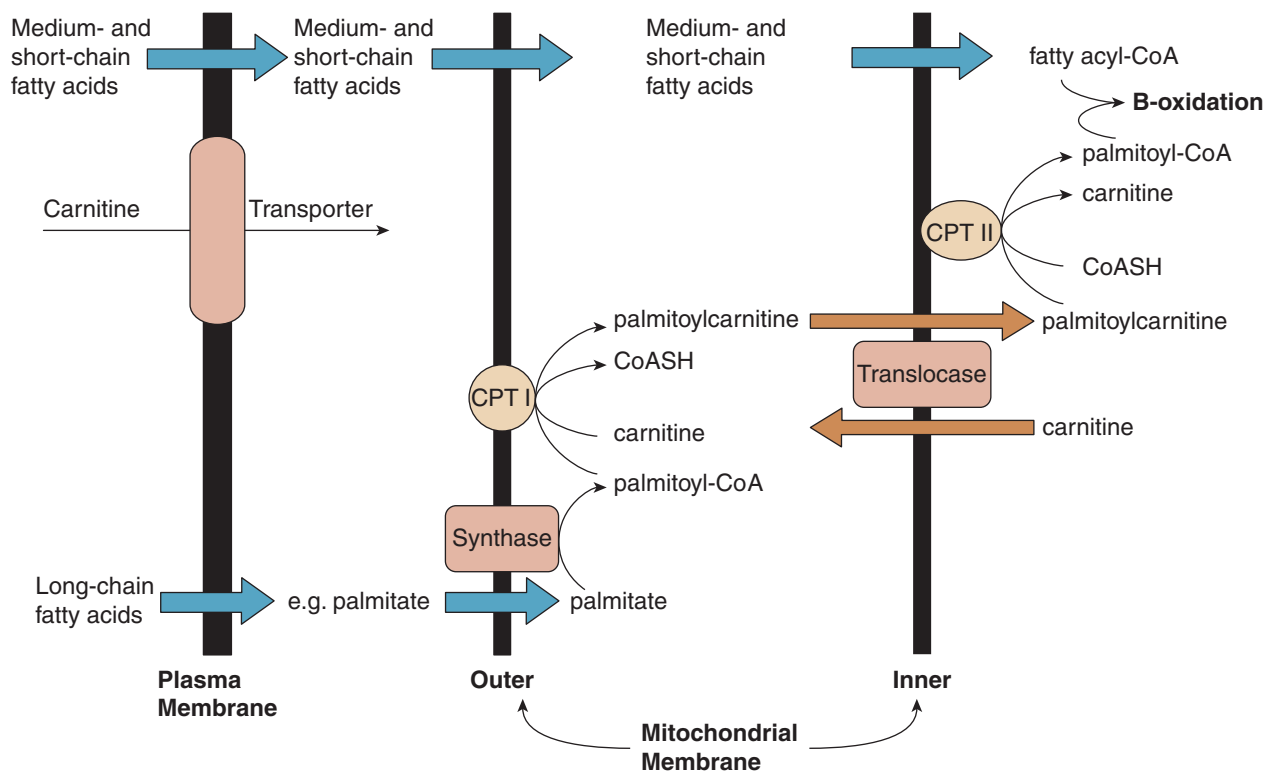 Medium- and
short-chain
fatty acids
Medium- and
short-chain
fatty acids
Medium- and
short-chain
fatty acids
fatty acyl-CoA
B-oxidation
palmitoyl-CoA
carnitine
Carnitine
Transporter
CPT II
CoASH
palmitoylcarnitine
palmitoylcarnitine
CoASH
Translocase
CPT I
carnitine
carnitine
palmitoyl-CoA
Synthase
Long-chain
fatty acids
e.g. palmitate
palmitate
Plasma
Membrane
Outer
Inner
Mitochondrial
Membrane